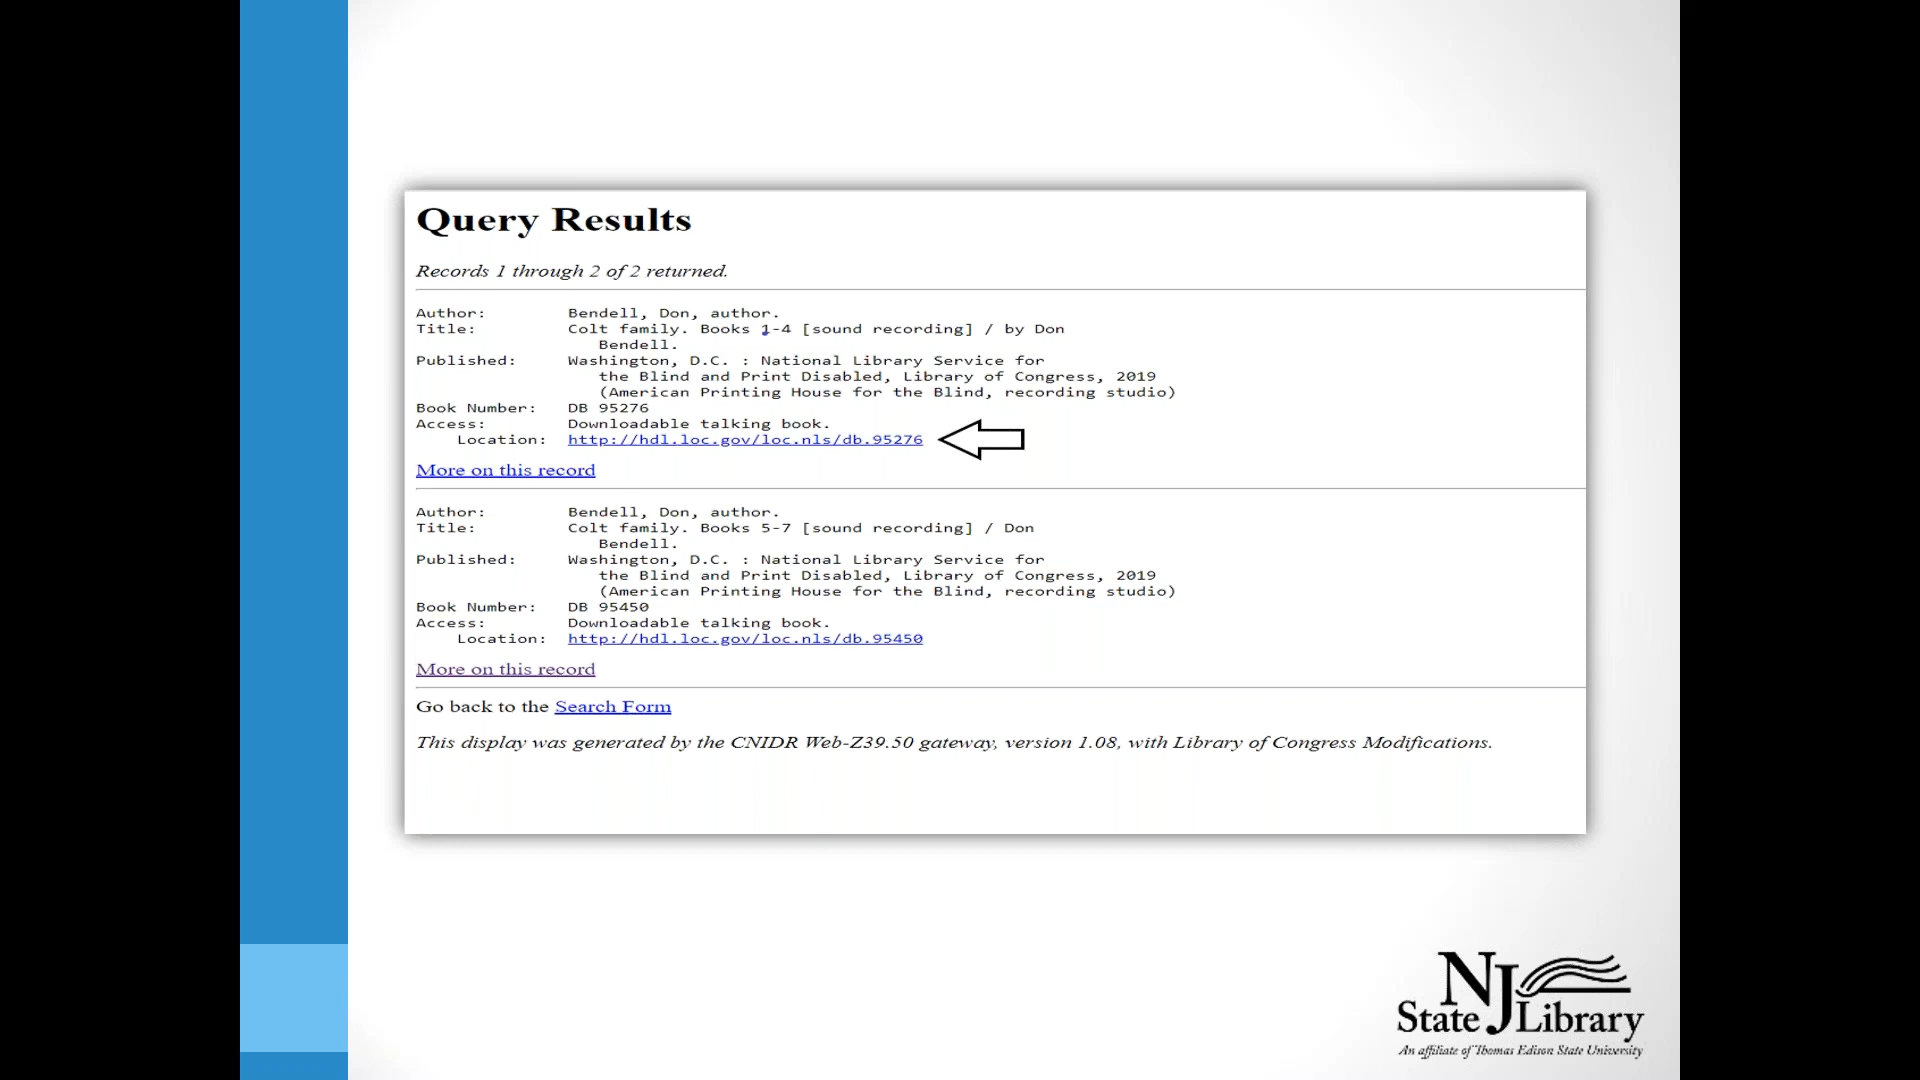 Query Results
Records 1 through 2 of 2 returned.
Author: Bendell, Don, author.
Title: Colt family. Books 1-4 [sound recording] / by Don
Bendell.
Published: Washington, D.C. : National Library Service for
the Blind and Print Disabled, Library of Congress, 2019
(American Printing House for the Blind, recording studio)
Book Number: DB 95276
Access: Downloadable talking book.
Location: http://hdl.loc.gov/loc.nls/db.95276
More on this record
Author: Bendell, Don, author.
Title: Colt family. Books 5-7 [sound recording] / Don
Bendell.
Published: Washington, D.C. : National Library Service for
the Blind and Print Disabled, Library of Congress, 2019
(American Printing House for the Blind, recording studio)
Book Number: DB 95450
Access: Downloadable talking book.
Location: http://hdl.loc.gov/loc.nls/db.95450
More on this record
Go back to the Search Form
This display was generated by the CNIDR Web-Z39.50 gateway, version 1.08, with Library of Congress Modifications.
NJ
State Library
An affiliate of Thomas Edison State University